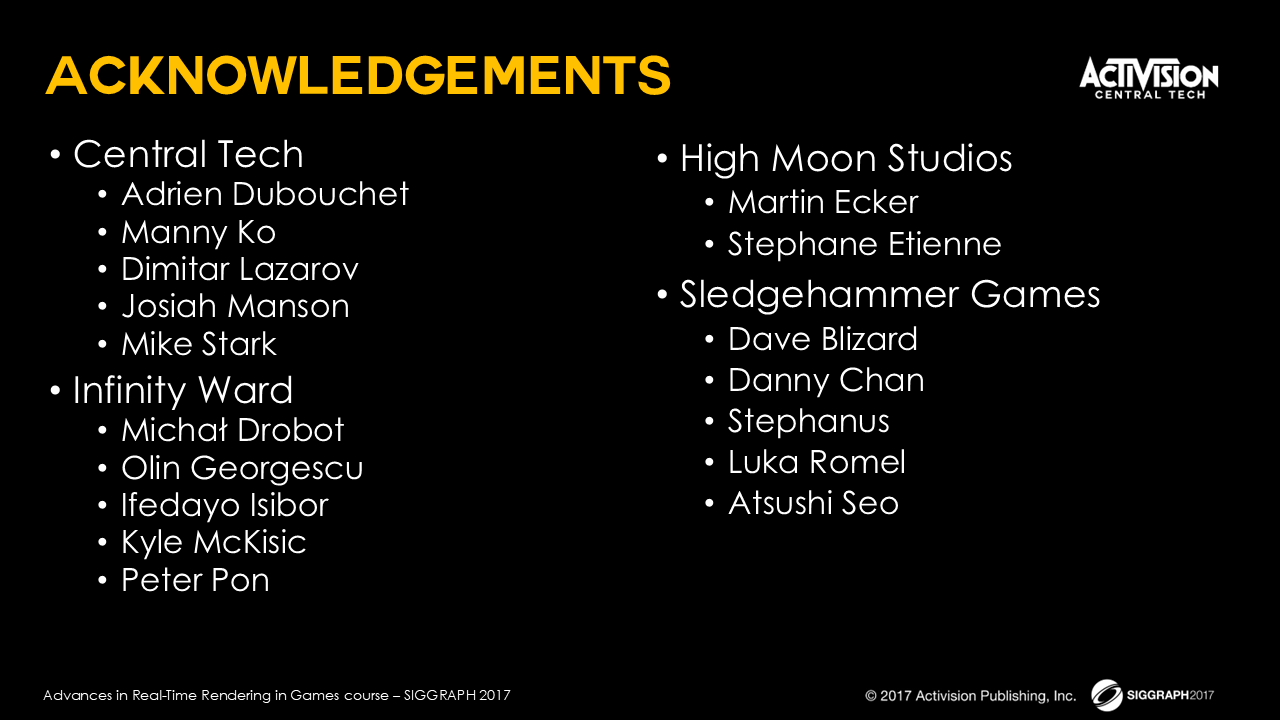 ACKNOWLEDGEMENTS
ACTIVISION
CENTRAL TECH
• Central Tech
• Adrien Dubouchet
• Manny Ko
• Dimitar Lazarov
• Josiah Manson
• Mike Stark
• Infinity Ward
• Michał Drobot
• Olin Georgescu
• Ifedayo Isibor
• Kyle McKisic
• Peter Pon
• High Moon Studios
• Martin Ecker
• Stephane Etienne
• Sledgehammer Games
• Dave Blizard
• Danny Chan
• Stephanus
• Luka Romel
• Atsushi Seo
Advances in Real-Time Rendering in Games course – SIGGRAPH 2017
© 2017 Activision Publishing, Inc.
SIGGRAPH2017